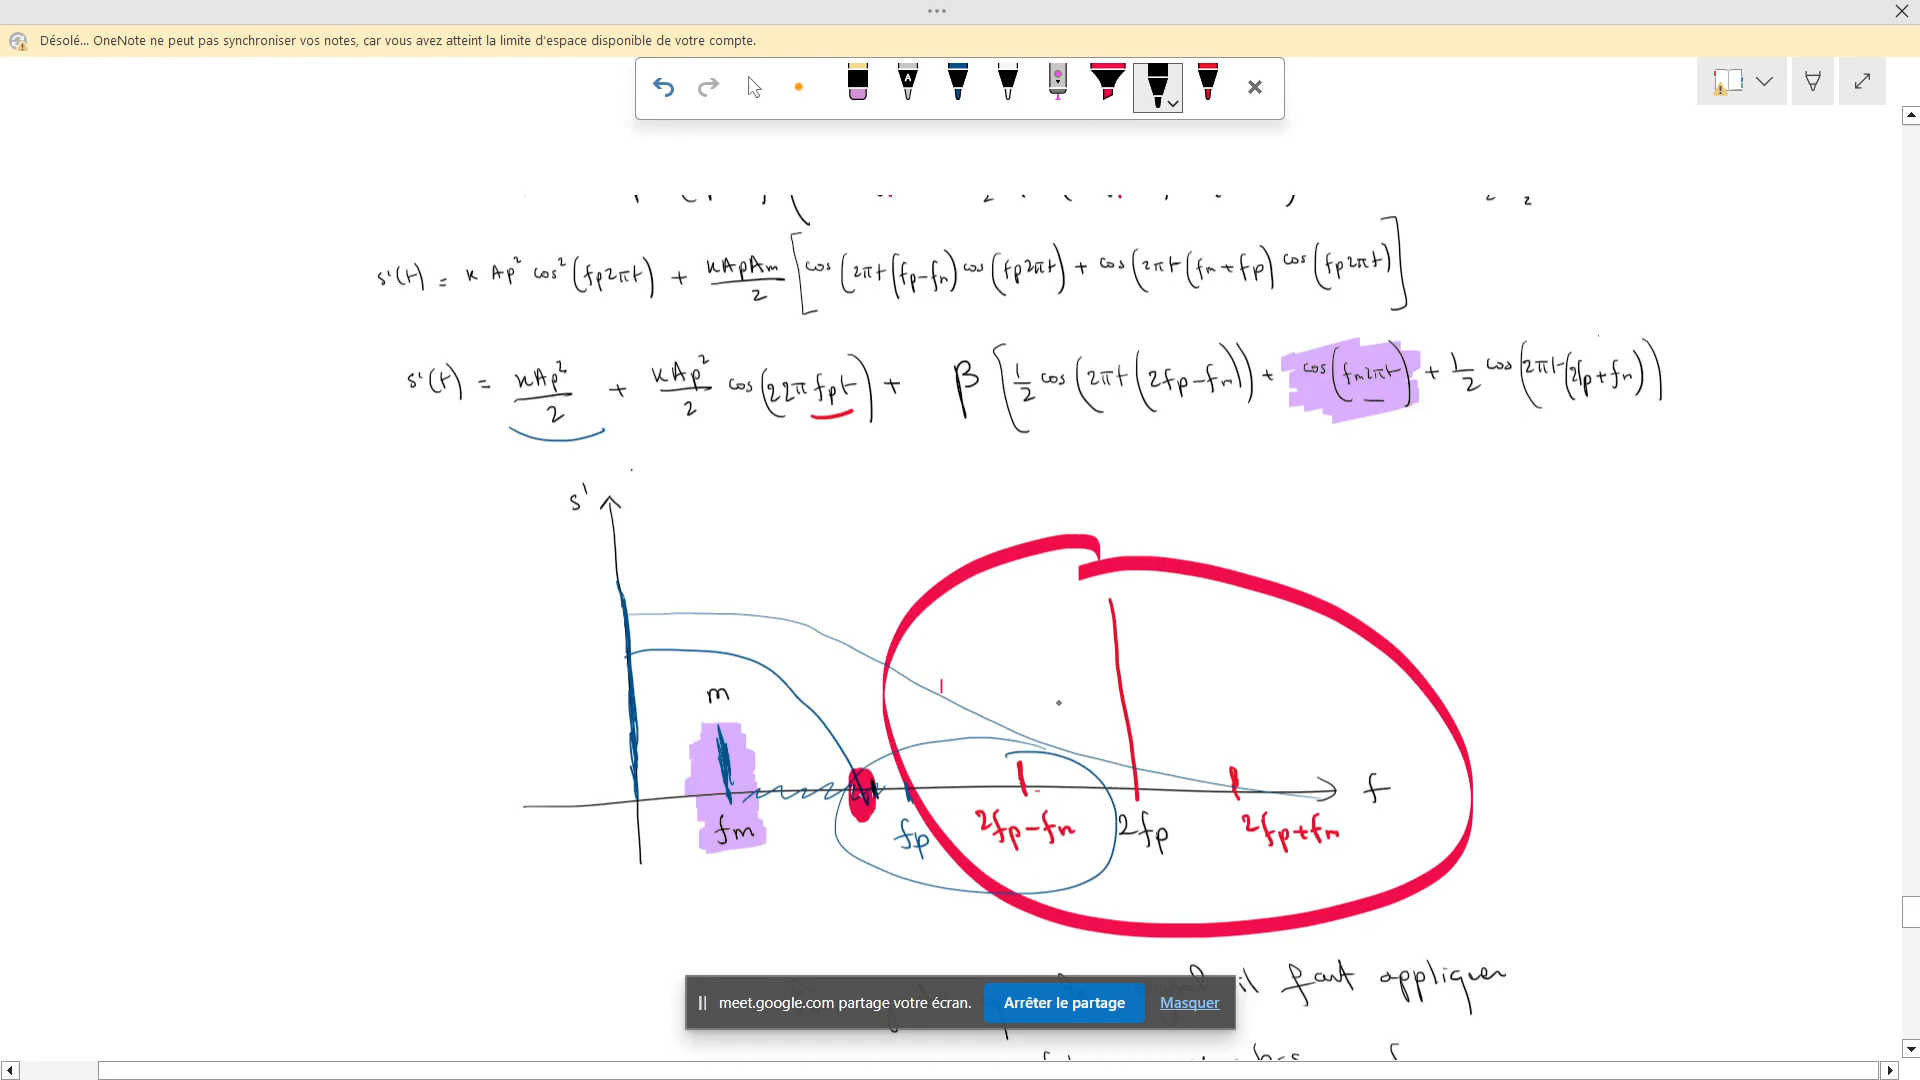 Désolé... OneNote ne peut pas synchroniser vos notes, car vous avez atteint la limite d'espace disponible de votre compte.
A
s'(t) = k Ap² cos² (fp2πt) + kApAm/2 [cos (2πt (fp-fm) cos (fp2πt) + cos (2πt (fm+fp) cos (fp2πt)]
s'(t) = kAp²/2 + kAp²/2 cos (22π fpt) + β (1/2 cos (2πt (2fp-fm)) + cos (fm2πt) + 1/2 cos (2πt (2fp+fm))
s'
m
f
fm
fp
2fp-fm
2fp
2fp+fm
il faut appliquer
meet.google.com partage votre écran.
Arrêter le partage
Masquer